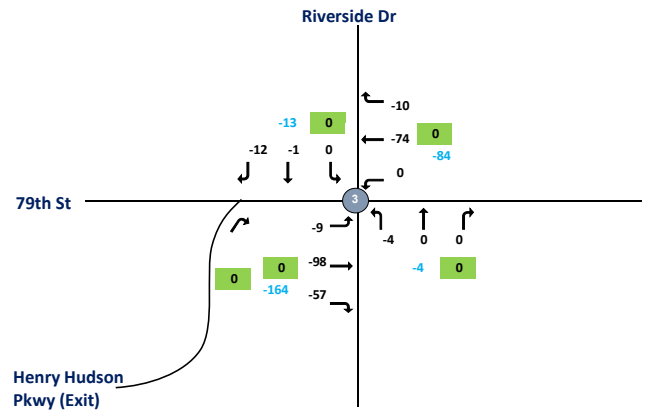 Riverside Dr
-10
-13 0
-74 0
-84
-12 -1 0
0
79th St
3
-9
-4 0 0
-98
0
0
-4 0
-164
-57
Henry Hudson
Pkwy (Exit)